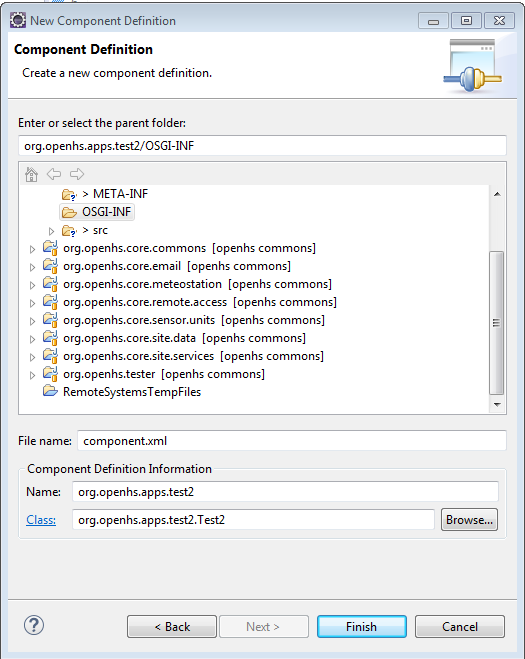 New Component Definition
Component Definition
Create a new component definition.
Enter or select the parent folder:
org.openhs.apps.test2/OSGI-INF
> META-INF
OSGI-INF
> src
org.openhs.core.commons [openhs commons]
org.openhs.core.email [openhs commons]
org.openhs.core.meteostation [openhs commons]
org.openhs.core.remote.access [openhs commons]
org.openhs.core.sensor.units [openhs commons]
org.openhs.core.site.data [openhs commons]
org.openhs.core.site.services [openhs commons]
org.openhs.tester [openhs commons]
RemoteSystemsTempFiles
File name: component.xml
Component Definition Information
Name: org.openhs.apps.test2
Class: org.openhs.apps.test2.Test2 Browse...
? < Back Next > Finish Cancel